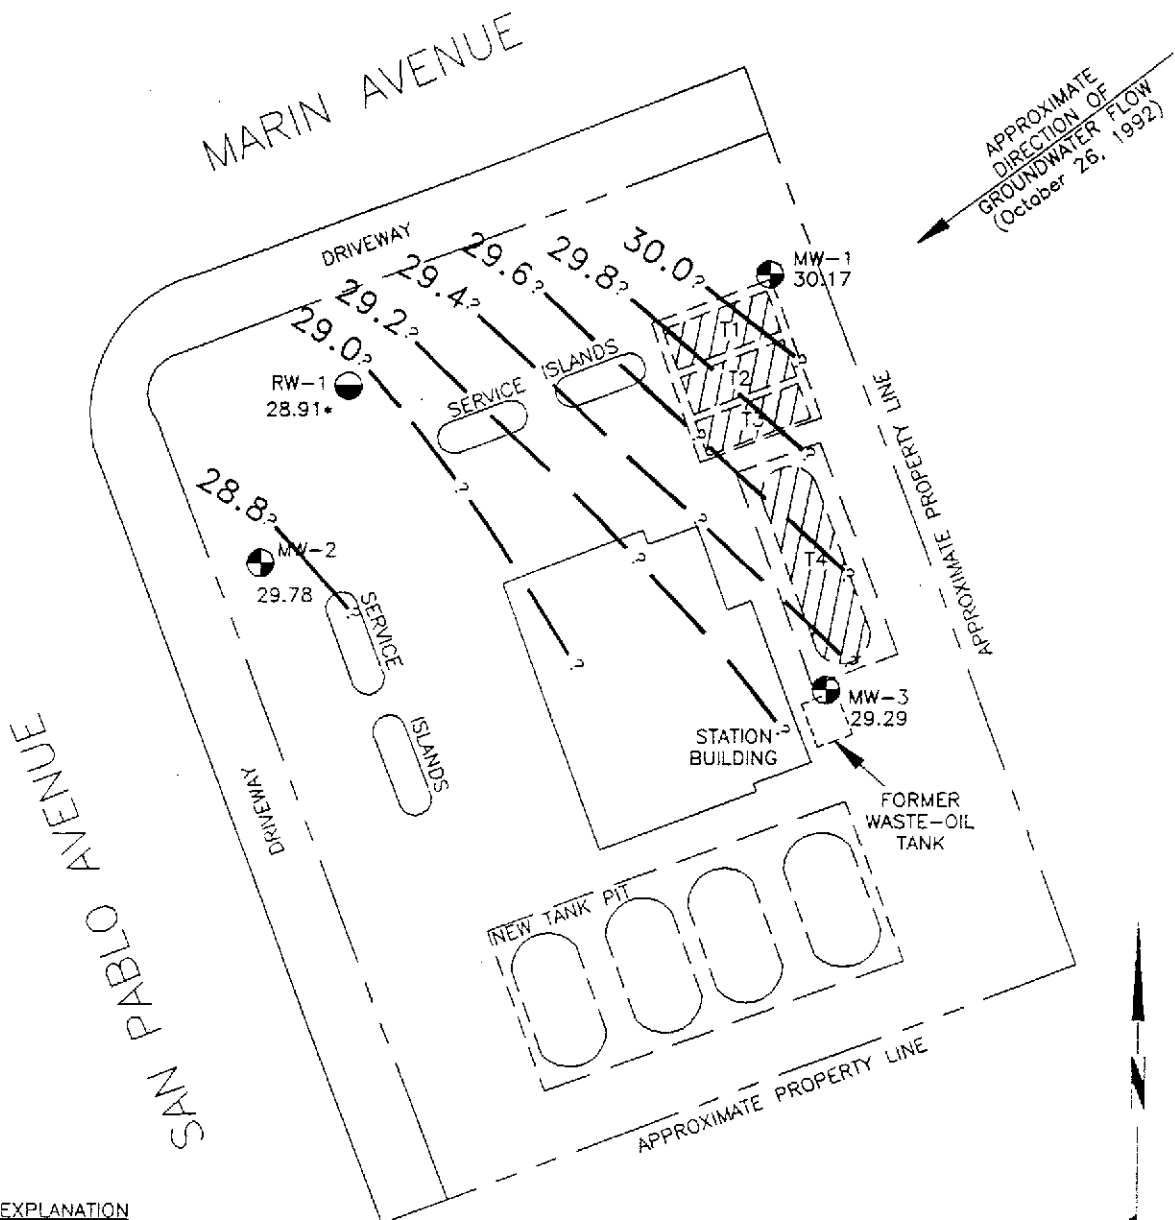 MARIN AVENUE
APPROXIMATE
DIRECTION OF
GROUNDWATER FLOW
(October 26, 1992)
DRIVEWAY
29.0?
29.2?
29.4?
29.6?
29.8?
30.0?
MW-1
30.17
T1
T2
T3
T4
?
?
?
?
?
?
?
?
?
?
?
RW-1
28.91*
SERVICE ISLANDS
APPROXIMATE PROPERTY LINE
28.8?
MW-2
29.78
SERVICE
ISLANDS
MW-3
29.29
STATION
BUILDING
FORMER
WASTE-OIL
TANK
SAN PABLO AVENUE
DRIVEWAY
NEW TANK PIT
APPROXIMATE PROPERTY LINE
N
EXPLANATION